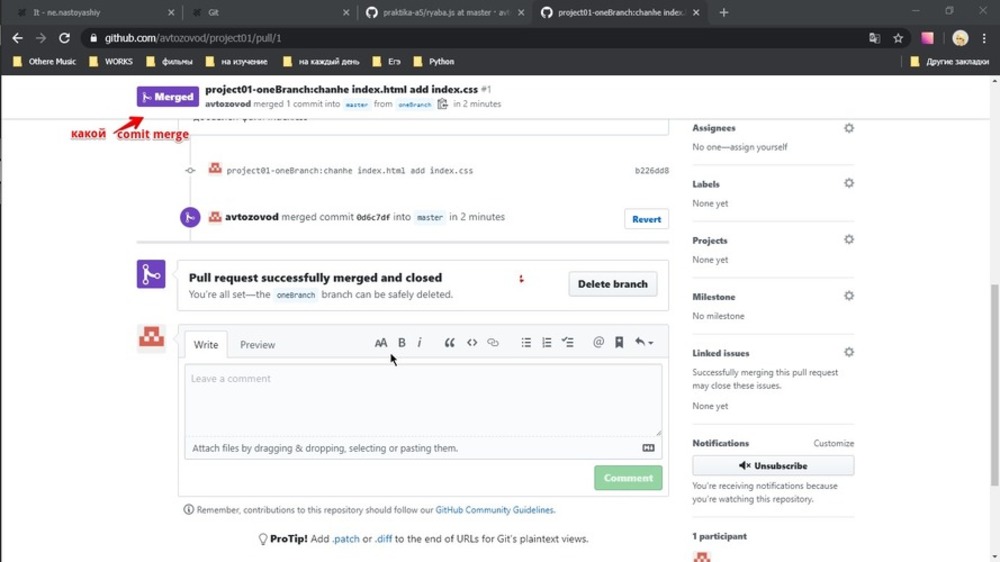 It - ne.nastoyashiy
Git
praktika-a5/ryaba.js at master · avt
project01-oneBranch:chanhe index.
github.com/avtozovod/project01/pull/1
Othere Music
WORKS
фильмы
на изучение
на каждый день
Егэ
Python
Другие закладки
Merged
project01-oneBranch:chanhe index.html add index.css #1
avtozovod merged 1 commit into master from oneBranch in 2 minutes
какой comit merge
project01-oneBranch:chanhe index.html add index.css b226dd8
avtozovod merged commit 0d6c7df into master in 2 minutes
Revert
Pull request successfully merged and closed
You're all set—the oneBranch branch can be safely deleted.
Delete branch
Write
Preview
AA B i
Leave a comment
Attach files by dragging & dropping, selecting or pasting them.
Comment
Remember, contributions to this repository should follow our GitHub Community Guidelines.
ProTip! Add .patch or .diff to the end of URLs for Git's plaintext views.
Assignees
No one—assign yourself
Labels
None yet
Projects
None yet
Milestone
No milestone
Linked issues
Successfully merging this pull request
may close these issues.
None yet
Notifications
Customize
Unsubscribe
You're receiving notifications because
you're watching this repository.
1 participant